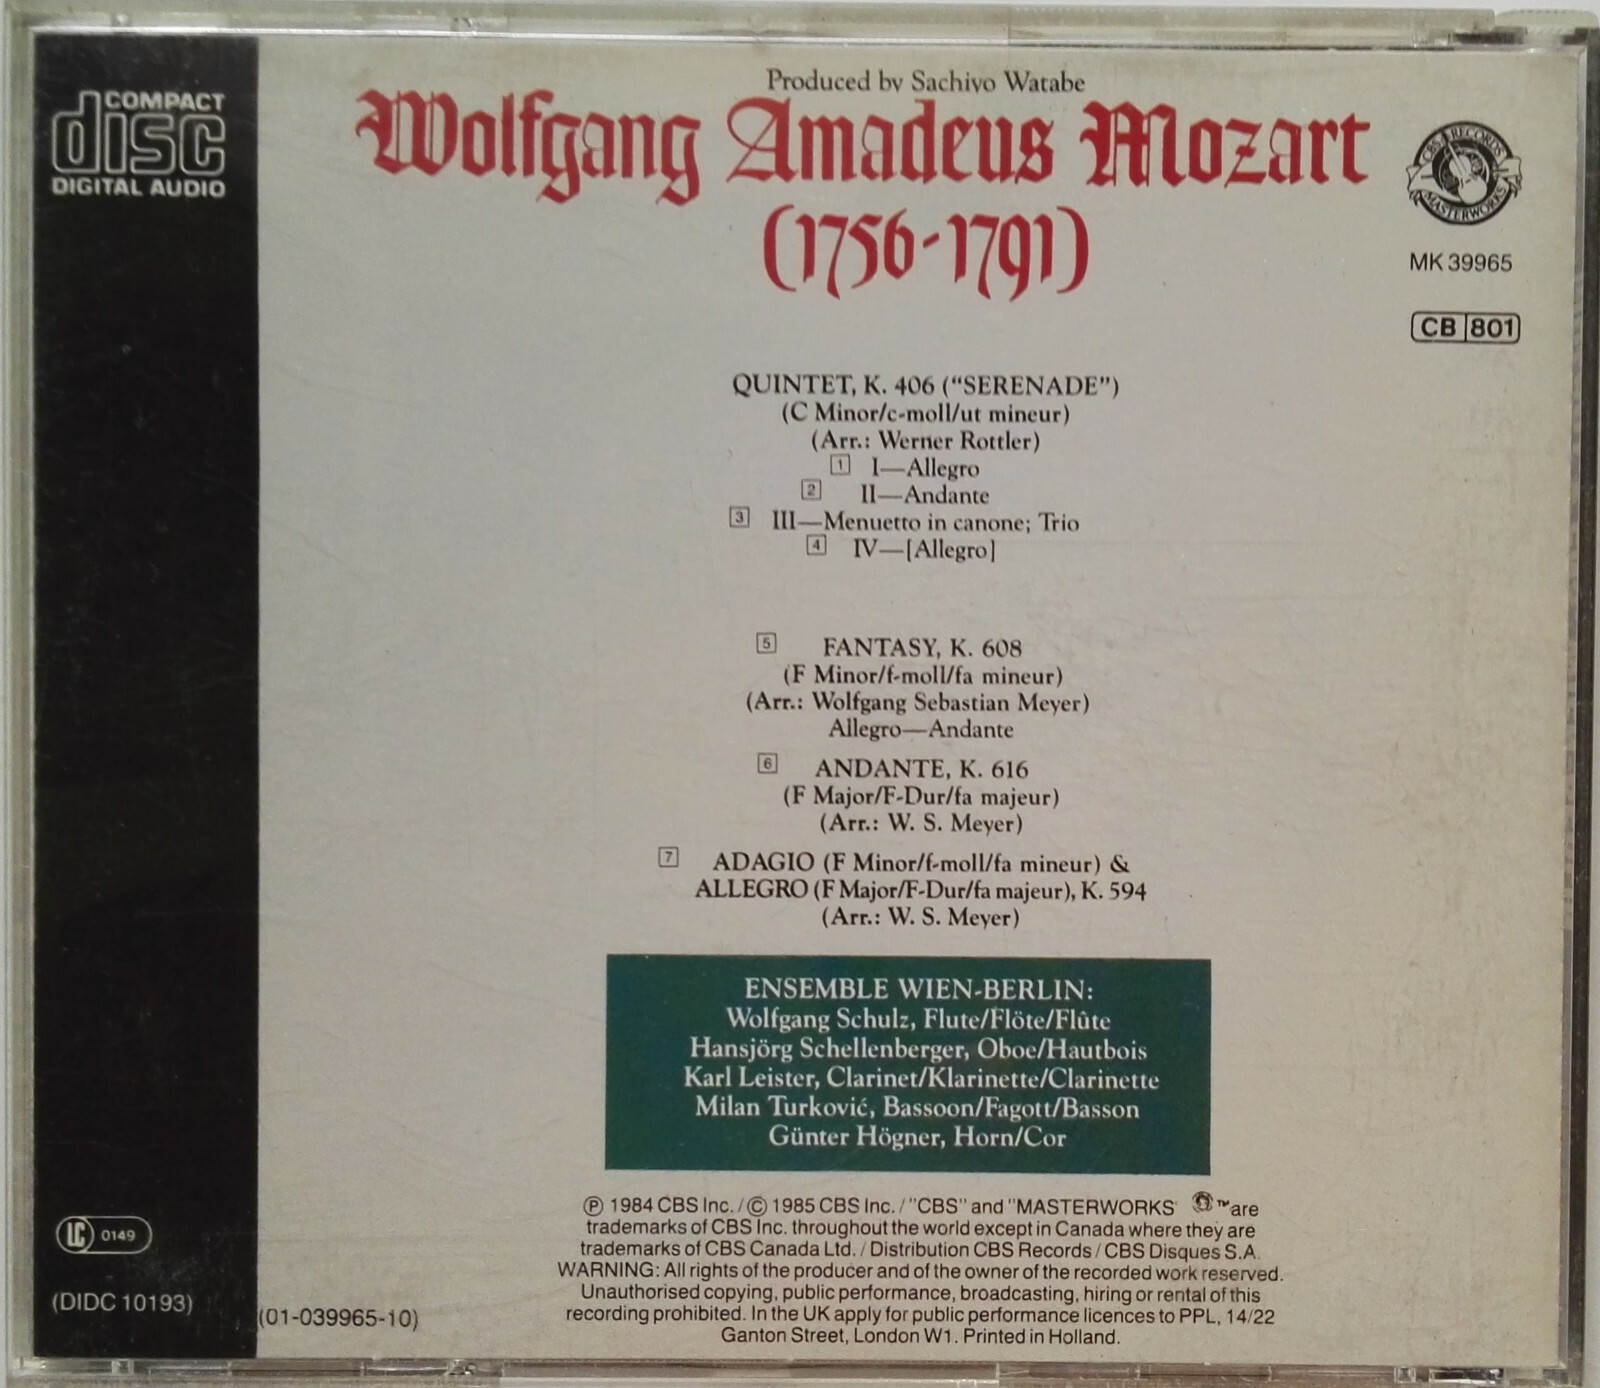 COMPACT
disc
DIGITAL AUDIO
Produced by Sachiyo Watabe
Wolfgang Amadeus Mozart
(1756-1791)
CBS RECORDS
MASTERWORKS
MK 39965
CB 801
QUINTET, K. 406 ("SERENADE")
(C Minor/c-moll/ut mineur)
(Arr.: Werner Rottler)
1 I—Allegro
2 II—Andante
3 III—Menuetto in canone; Trio
4 IV—[Allegro]
5 FANTASY, K. 608
(F Minor/f-moll/fa mineur)
(Arr.: Wolfgang Sebastian Meyer)
Allegro—Andante
6 ANDANTE, K. 616
(F Major/F-Dur/fa majeur)
(Arr.: W. S. Meyer)
7 ADAGIO (F Minor/f-moll/fa mineur) &
ALLEGRO (F Major/F-Dur/fa majeur), K. 594
(Arr.: W. S. Meyer)
ENSEMBLE WIEN-BERLIN:
Wolfgang Schulz, Flute/Flöte/Flûte
Hansjörg Schellenberger, Oboe/Hautbois
Karl Leister, Clarinet/Klarinette/Clarinette
Milan Turković, Bassoon/Fagott/Basson
Günter Högner, Horn/Cor
Ⓟ 1984 CBS Inc. / © 1985 CBS Inc. / "CBS" and "MASTERWORKS' ™ are
trademarks of CBS Inc. throughout the world except in Canada where they are
trademarks of CBS Canada Ltd. / Distribution CBS Records / CBS Disques S.A.
WARNING: All rights of the producer and of the owner of the recorded work reserved.
Unauthorised copying, public performance, broadcasting, hiring or rental of this
recording prohibited. In the UK apply for public performance licences to PPL, 14/22
Ganton Street, London W1. Printed in Holland.
LC 0149
(DIDC 10193)
(01-039965-10)